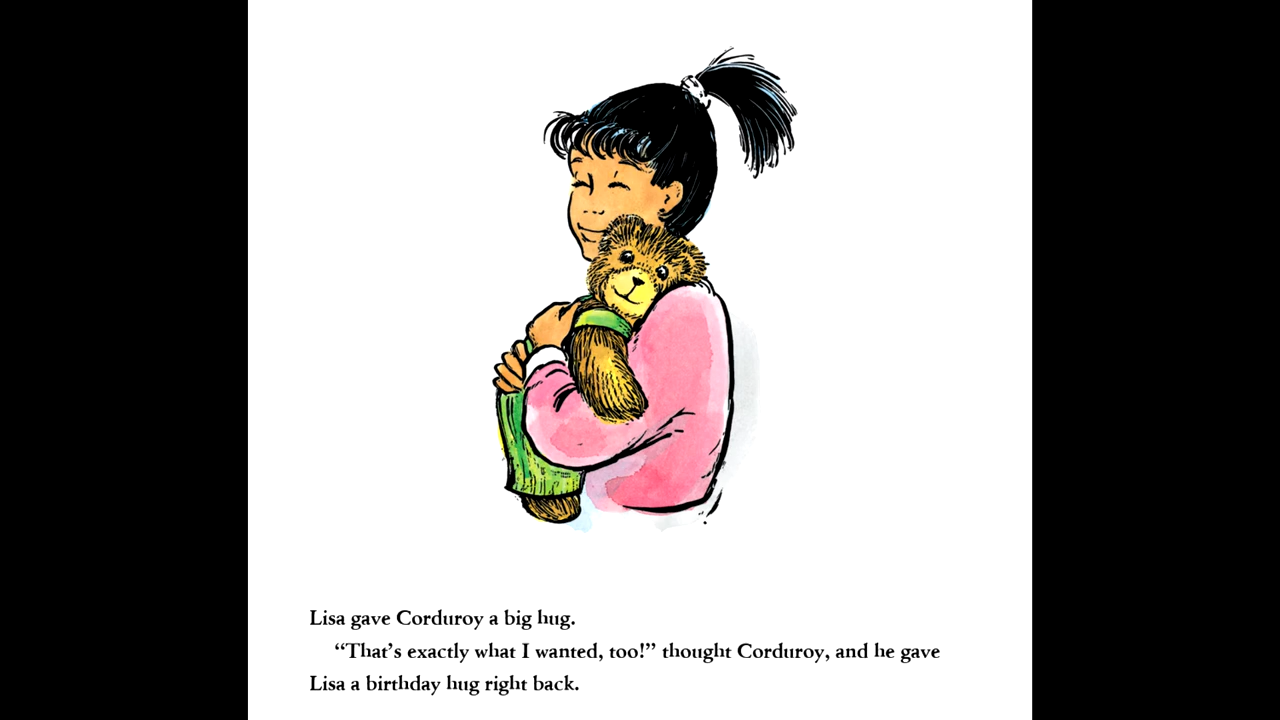 Lisa gave Corduroy a big hug.
“That’s exactly what I wanted, too!” thought Corduroy, and he gave
Lisa a birthday hug right back.